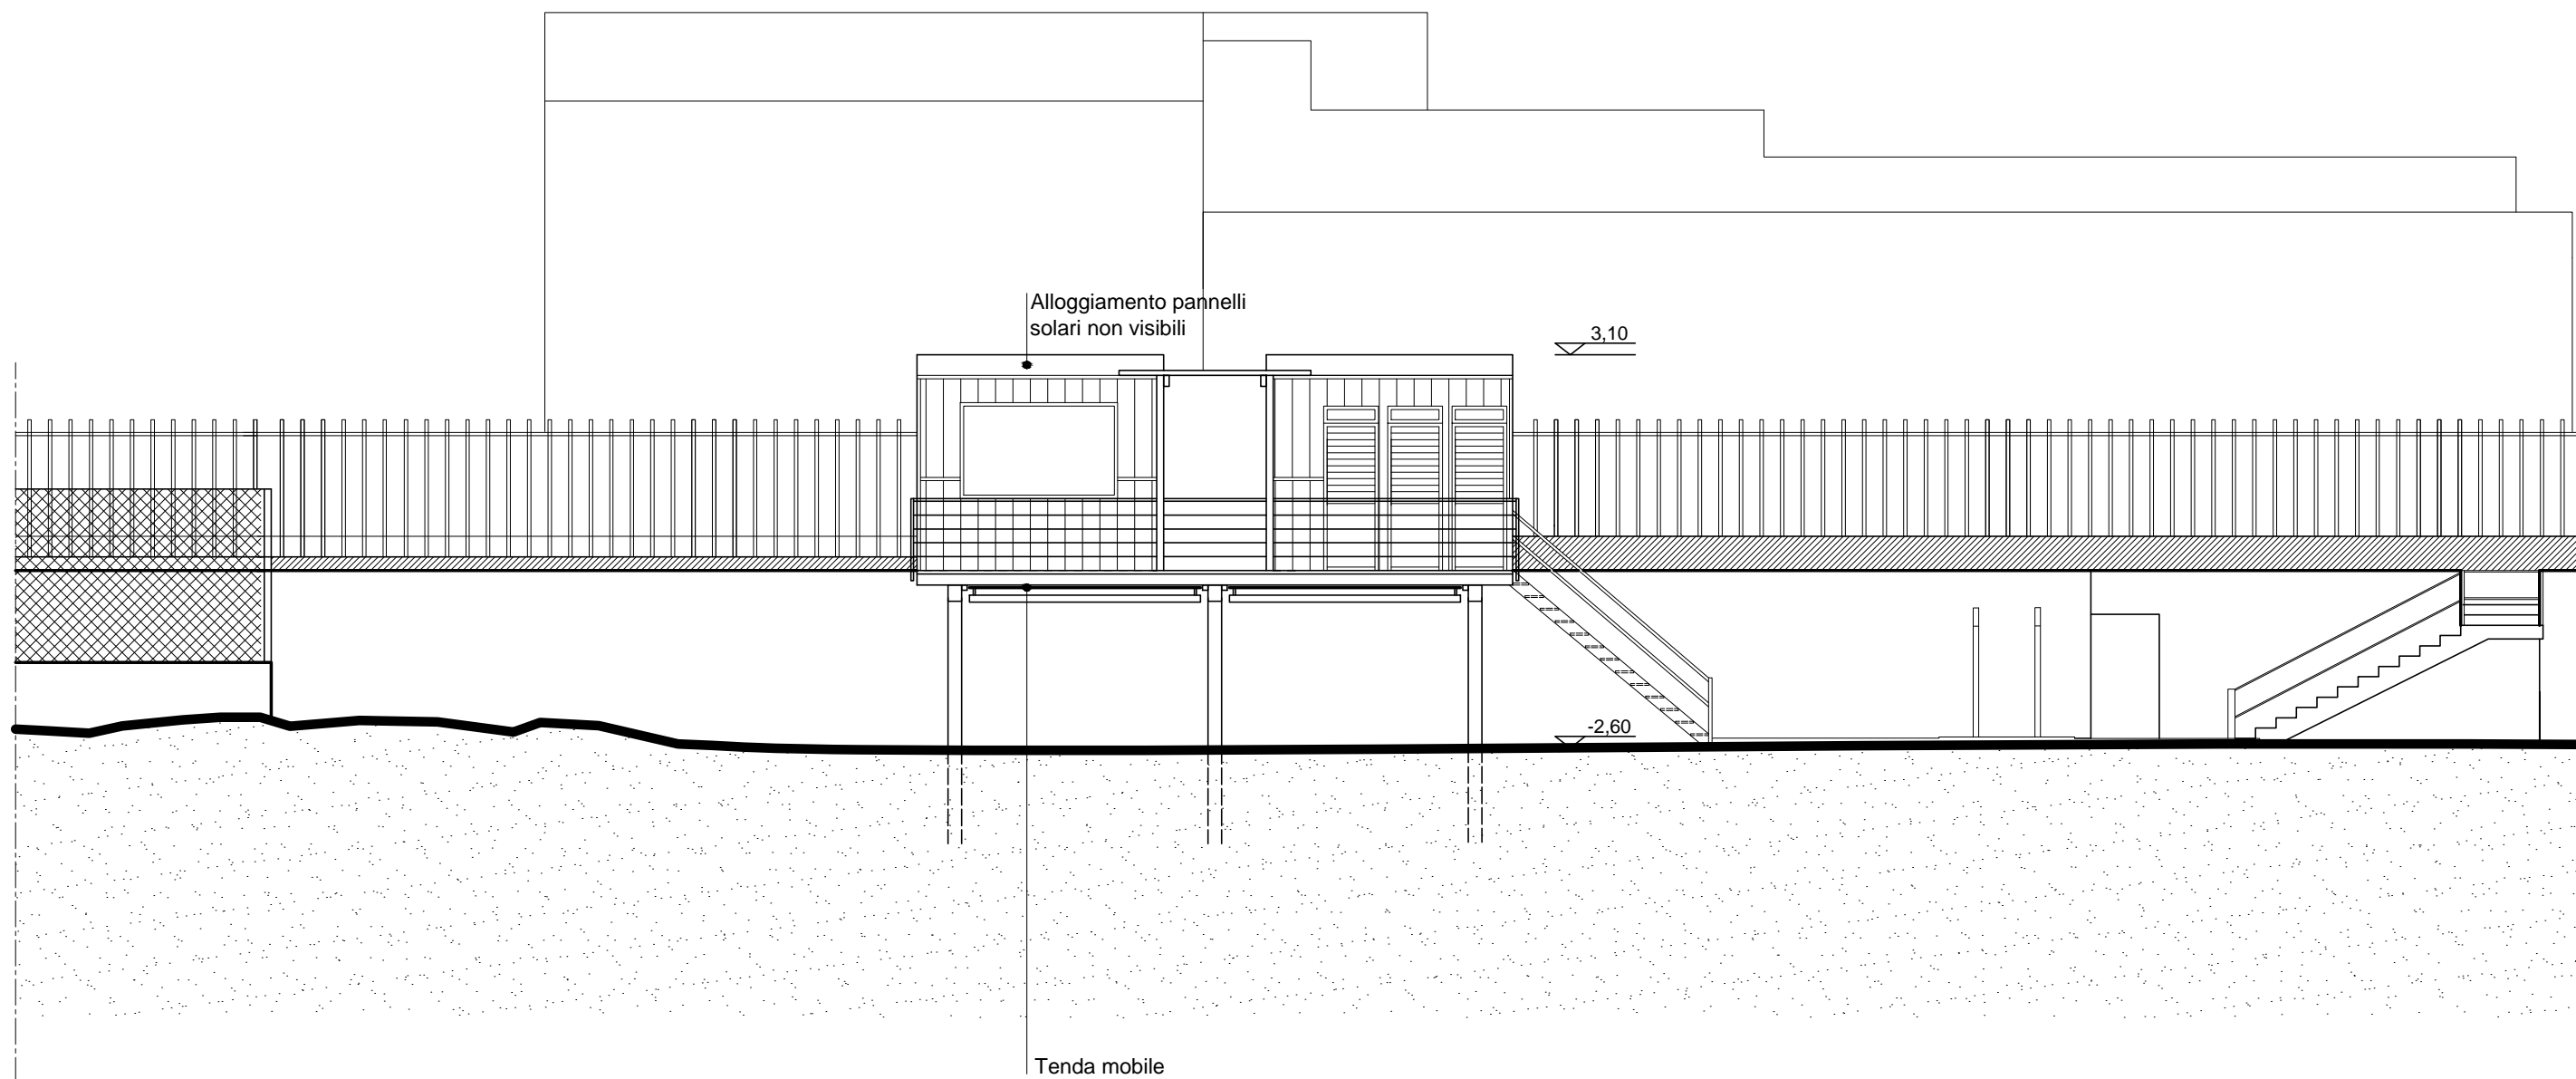 Alloggiamento pannelli
solari non visibili
3,10
-2,60
Tenda mobile